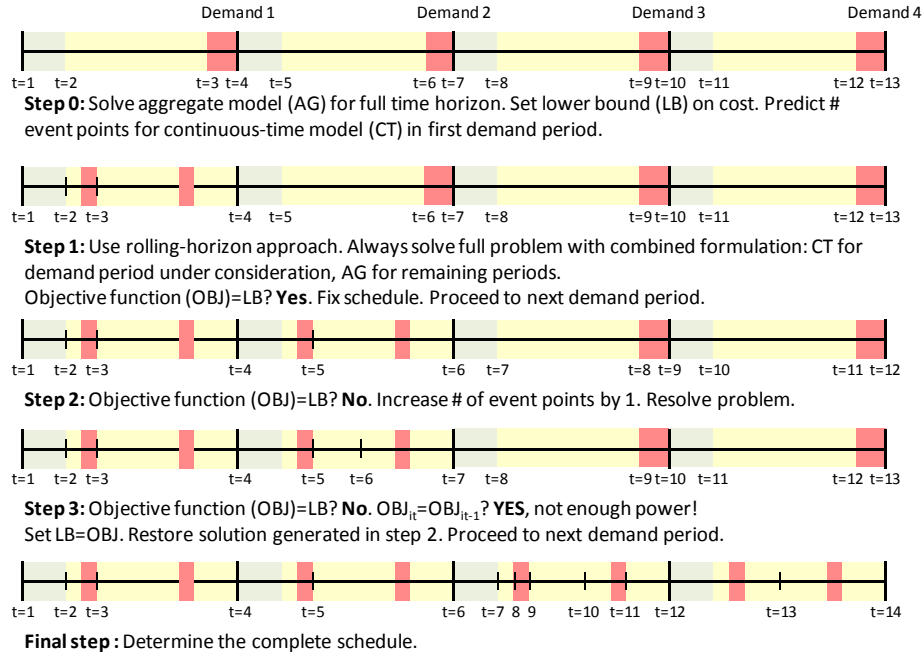 Demand 1 Demand 2 Demand 3 Demand 4
t=1 t=2 t=3 t=4 t=5 t=6 t=7 t=8 t=9 t=10 t=11 t=12 t=13
Step 0: Solve aggregate model (AG) for full time horizon. Set lower bound (LB) on cost. Predict #
event points for continuous-time model (CT) in first demand period.
t=1 t=2 t=3 t=4 t=5 t=6 t=7 t=8 t=9 t=10 t=11 t=12 t=13
Step 1: Use rolling-horizon approach. Always solve full problem with combined formulation: CT for
demand period under consideration, AG for remaining periods.
Objective function (OBJ)=LB? Yes. Fix schedule. Proceed to next demand period.
t=1 t=2 t=3 t=4 t=5 t=6 t=7 t=8 t=9 t=10 t=11 t=12
Step 2: Objective function (OBJ)=LB? No. Increase # of event points by 1. Resolve problem.
t=1 t=2 t=3 t=4 t=5 t=6 t=7 t=8 t=9 t=10 t=11 t=12 t=13
Step 3: Objective function (OBJ)=LB? No. OBJit=OBJit-1? YES, not enough power!
Set LB=OBJ. Restore solution generated in step 2. Proceed to next demand period.
t=1 t=2 t=3 t=4 t=5 t=6 t=7 8 9 t=10 t=11 t=12 t=13 t=14
Final step : Determine the complete schedule.